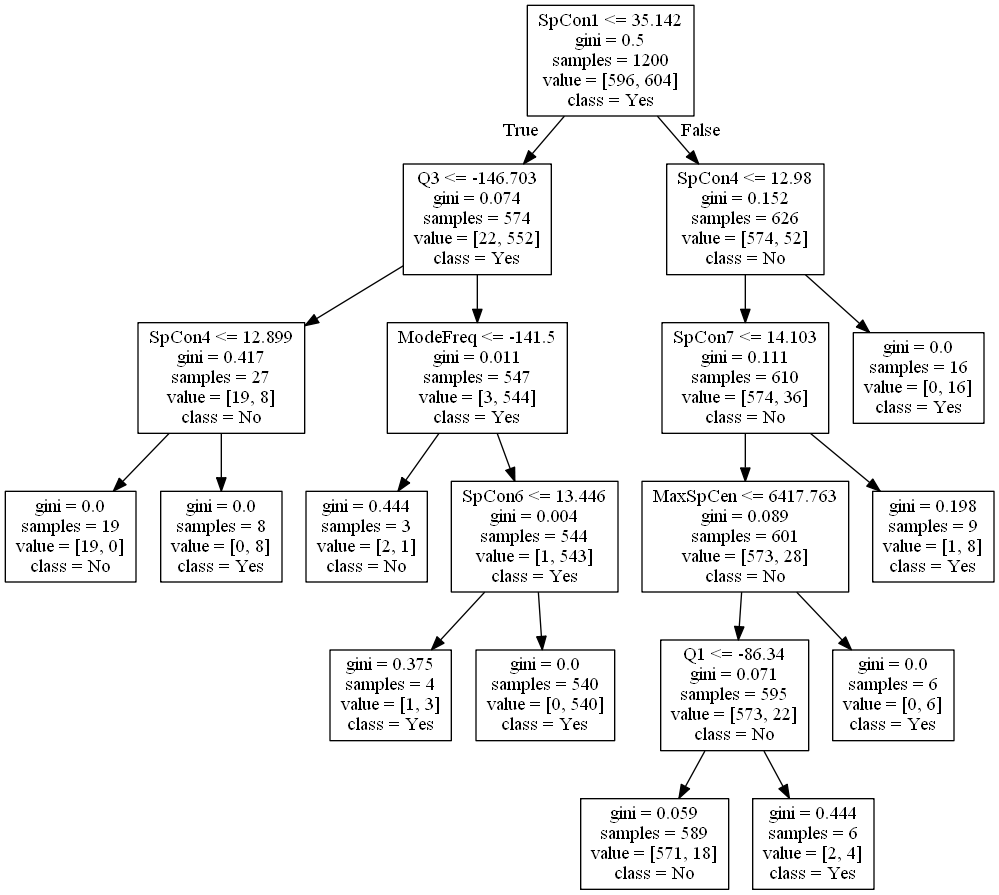 SpCon1 <= 35.142
gini = 0.5
samples = 1200
value = [596, 604]
class = Yes
True
False
Q3 <= -146.703
gini = 0.074
samples = 574
value = [22, 552]
class = Yes
SpCon4 <= 12.98
gini = 0.152
samples = 626
value = [574, 52]
class = No
SpCon4 <= 12.899
gini = 0.417
samples = 27
value = [19, 8]
class = No
ModeFreq <= -141.5
gini = 0.011
samples = 547
value = [3, 544]
class = Yes
SpCon7 <= 14.103
gini = 0.111
samples = 610
value = [574, 36]
class = No
gini = 0.0
samples = 16
value = [0, 16]
class = Yes
gini = 0.0
samples = 19
value = [19, 0]
class = No
gini = 0.0
samples = 8
value = [0, 8]
class = Yes
gini = 0.444
samples = 3
value = [2, 1]
class = No
SpCon6 <= 13.446
gini = 0.004
samples = 544
value = [1, 543]
class = Yes
MaxSpCen <= 6417.763
gini = 0.089
samples = 601
value = [573, 28]
class = No
gini = 0.198
samples = 9
value = [1, 8]
class = Yes
gini = 0.375
samples = 4
value = [1, 3]
class = Yes
gini = 0.0
samples = 540
value = [0, 540]
class = Yes
Q1 <= -86.34
gini = 0.071
samples = 595
value = [573, 22]
class = No
gini = 0.0
samples = 6
value = [0, 6]
class = Yes
gini = 0.059
samples = 589
value = [571, 18]
class = No
gini = 0.444
samples = 6
value = [2, 4]
class = Yes